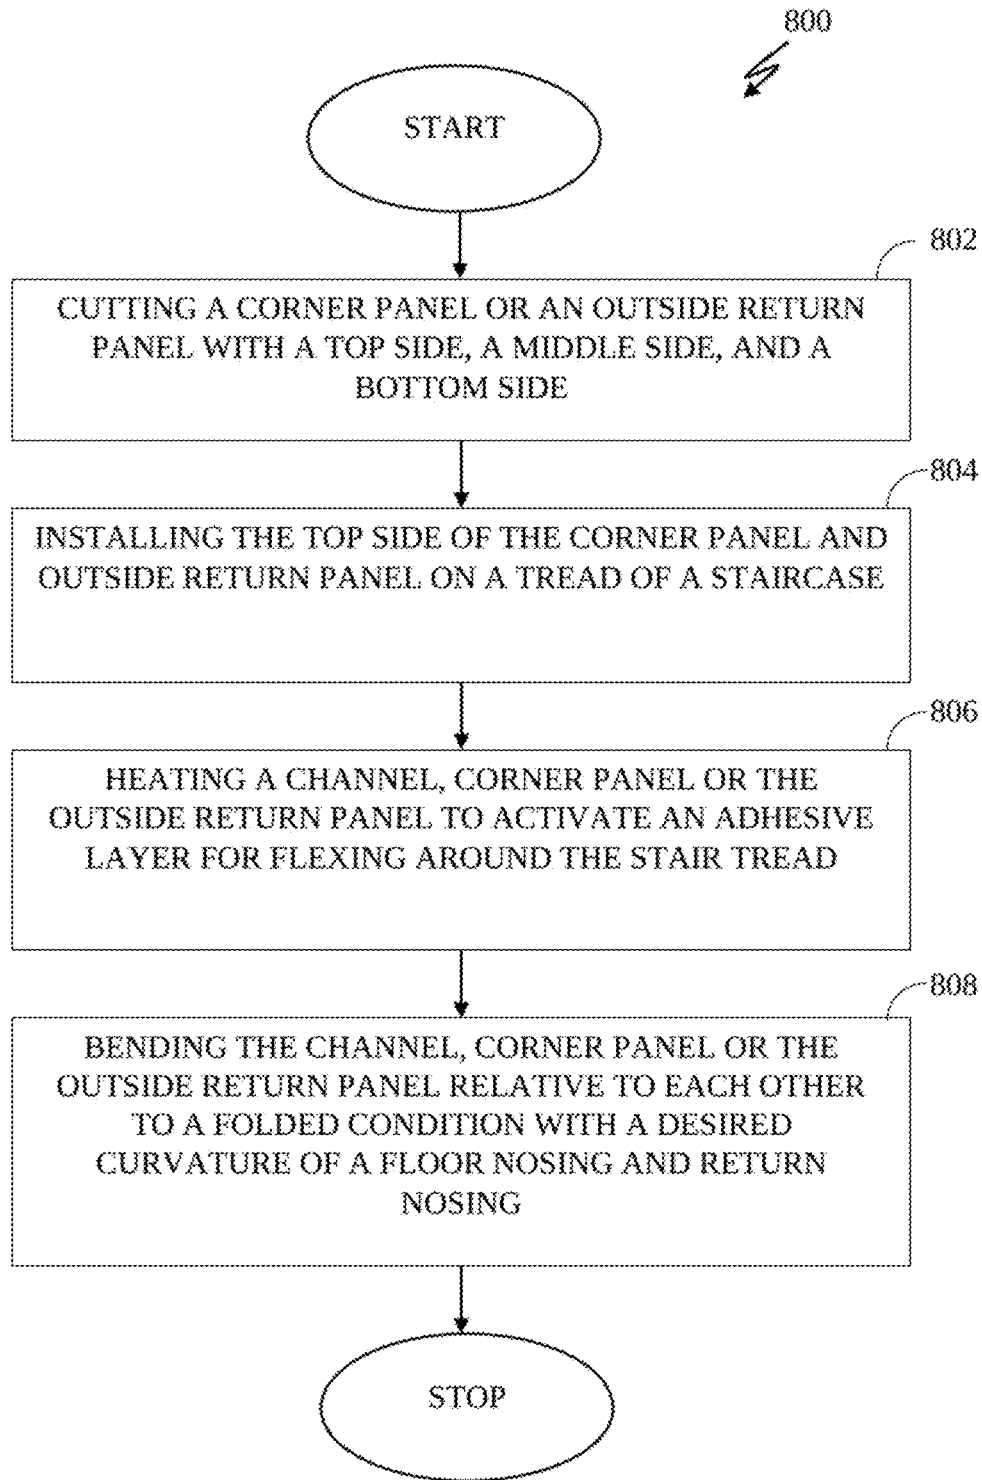 800
START
802
CUTTING A CORNER PANEL OR AN OUTSIDE RETURN
PANEL WITH A TOP SIDE, A MIDDLE SIDE, AND A
BOTTOM SIDE
804
INSTALLING THE TOP SIDE OF THE CORNER PANEL AND
OUTSIDE RETURN PANEL ON A TREAD OF A STAIRCASE
806
HEATING A CHANNEL, CORNER PANEL OR THE
OUTSIDE RETURN PANEL TO ACTIVATE AN ADHESIVE
LAYER FOR FLEXING AROUND THE STAIR TREAD
808
BENDING THE CHANNEL, CORNER PANEL OR THE
OUTSIDE RETURN PANEL RELATIVE TO EACH OTHER
TO A FOLDED CONDITION WITH A DESIRED
CURVATURE OF A FLOOR NOSING AND RETURN
NOSING
STOP